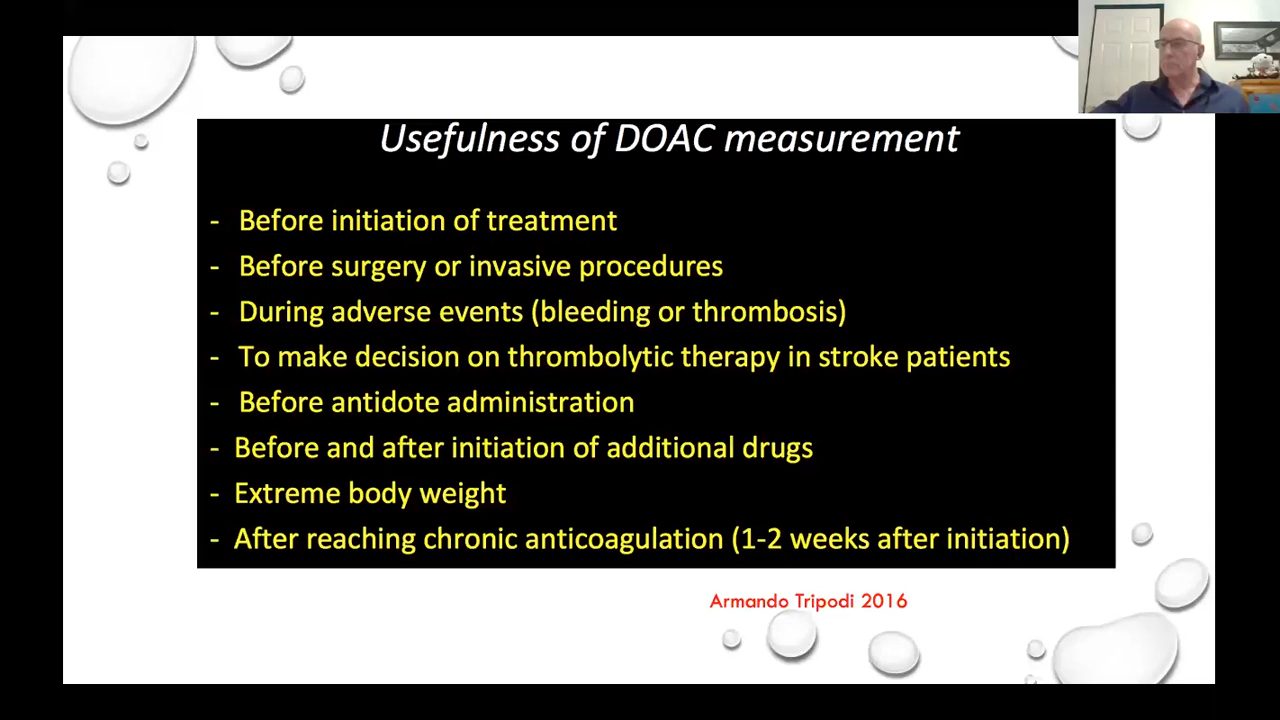 Usefulness of DOAC measurement
- Before initiation of treatment
- Before surgery or invasive procedures
- During adverse events (bleeding or thrombosis)
- To make decision on thrombolytic therapy in stroke patients
- Before antidote administration
- Before and after initiation of additional drugs
- Extreme body weight
- After reaching chronic anticoagulation (1-2 weeks after initiation)
Armando Tripodi 2016